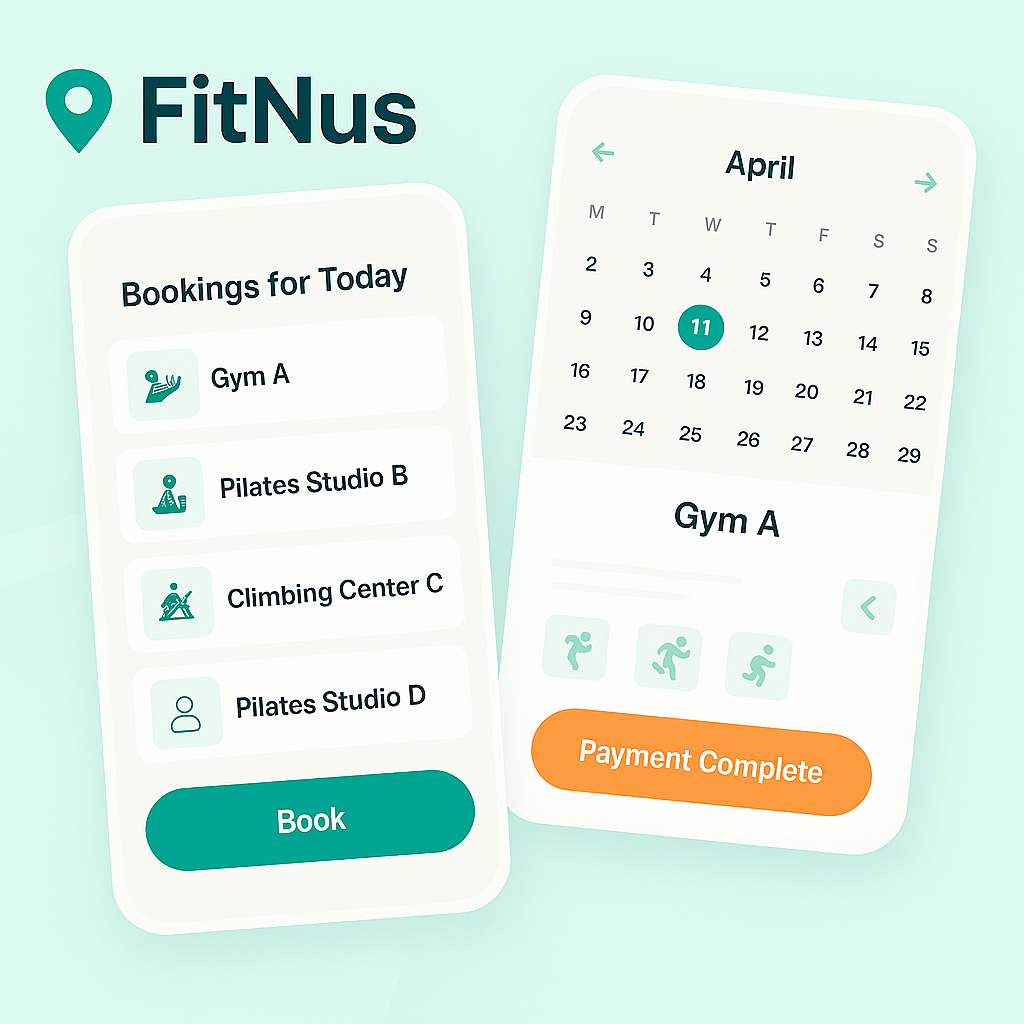 FitNus
Bookings for Today
Gym A
Pilates Studio B
Climbing Center C
Pilates Studio D
Book
April
M T W T F S S
2 3 4 5 6 7 8
9 10 11 12 13 14 15
16 17 18 19 20 21 22
23 24 25 26 27 28 29
Gym A
Payment Complete